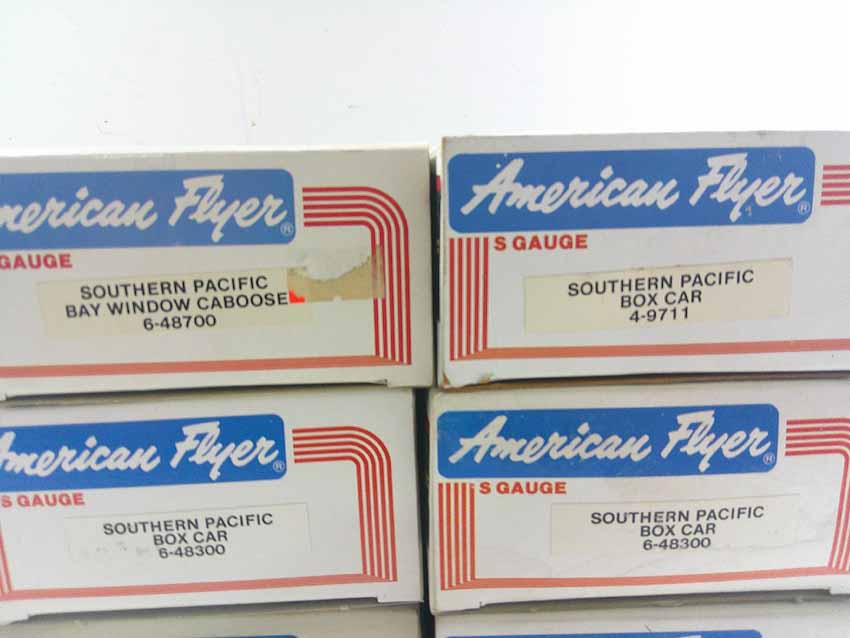 merican Flyer®
GAUGE
SOUTHERN PACIFIC
BAY WINDOW CABOOSE
6-48700
American Flyer®
S GAUGE
SOUTHERN PACIFIC
BOX CAR
4-9711
American Flyer®
S GAUGE
SOUTHERN PACIFIC
BOX CAR
6-48300
American Flyer®
S GAUGE
SOUTHERN PACIFIC
BOX CAR
6-48300